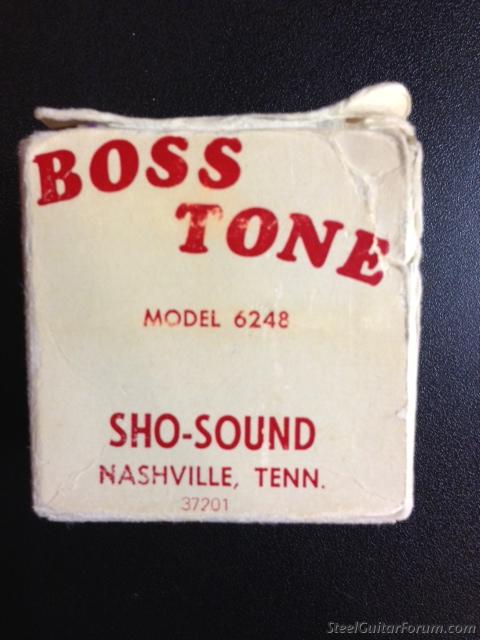 BOSS
TONE
MODEL 6248
SHO-SOUND
NASHVILLE, TENN.
37201
SteelGuitarForum.com